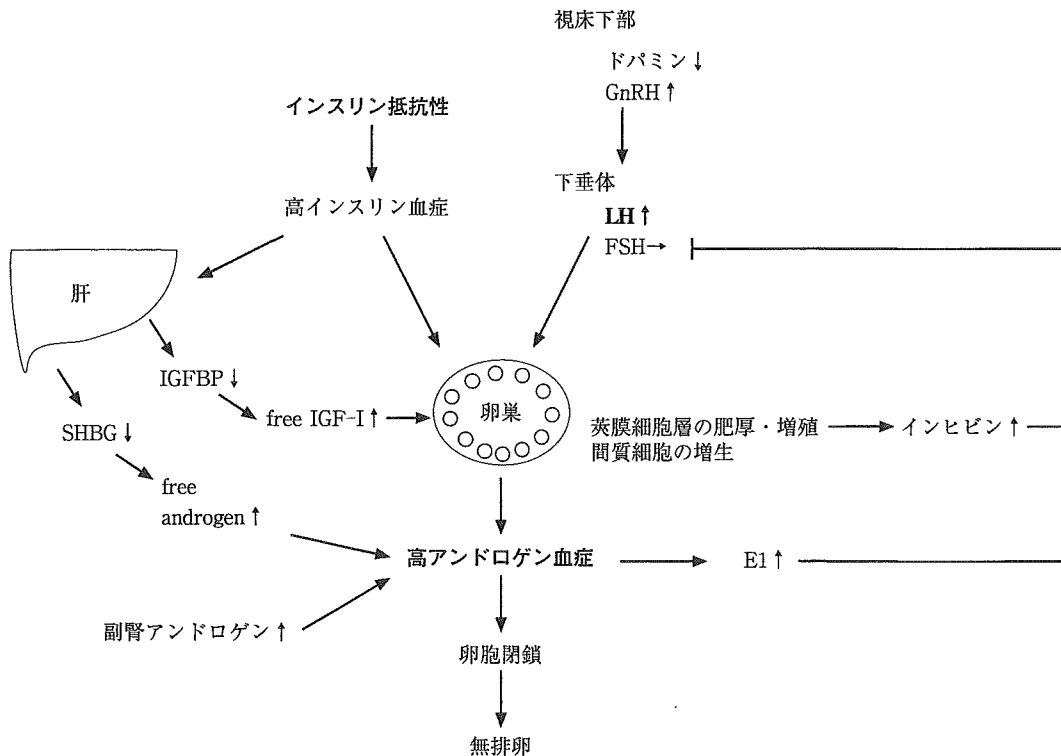 視床下部
ドパミン↓
GnRH↑
インスリン抵抗性
下垂体
高インスリン血症
LH↑
FSH→
肝
IGFBP↓
free IGF-I↑
卵巣
SHBG↓
莢膜細胞層の肥厚・増殖
間質細胞の増生
インヒビン↑
free
androgen↑
高アンドロゲン血症
E1↑
副腎アンドロゲン↑
卵胞閉鎖
無排卵